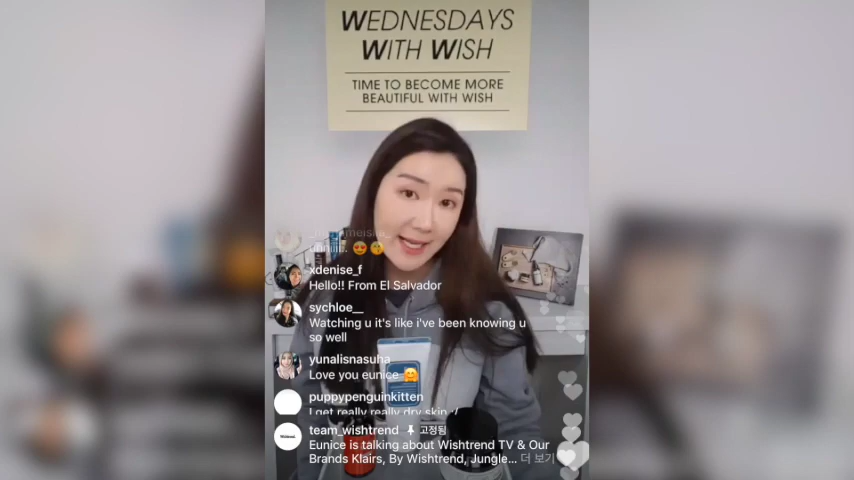 WEDNESDAYS
WITH WISH
TIME TO BECOME MORE
BEAUTIFUL WITH WISH
xdenise_f
Hello!! From El Salvador
sychloe__
Watching u it's like i've been knowing u
so well
yunalisnasuha
Love you eunice 🤗
puppypenguinkitten
I get really really dry skin :/
team_wishtrend 고정됨
Eunice is talking about Wishtrend TV & Our
Brands Klairs, By Wishtrend, Jungle... 더 보기